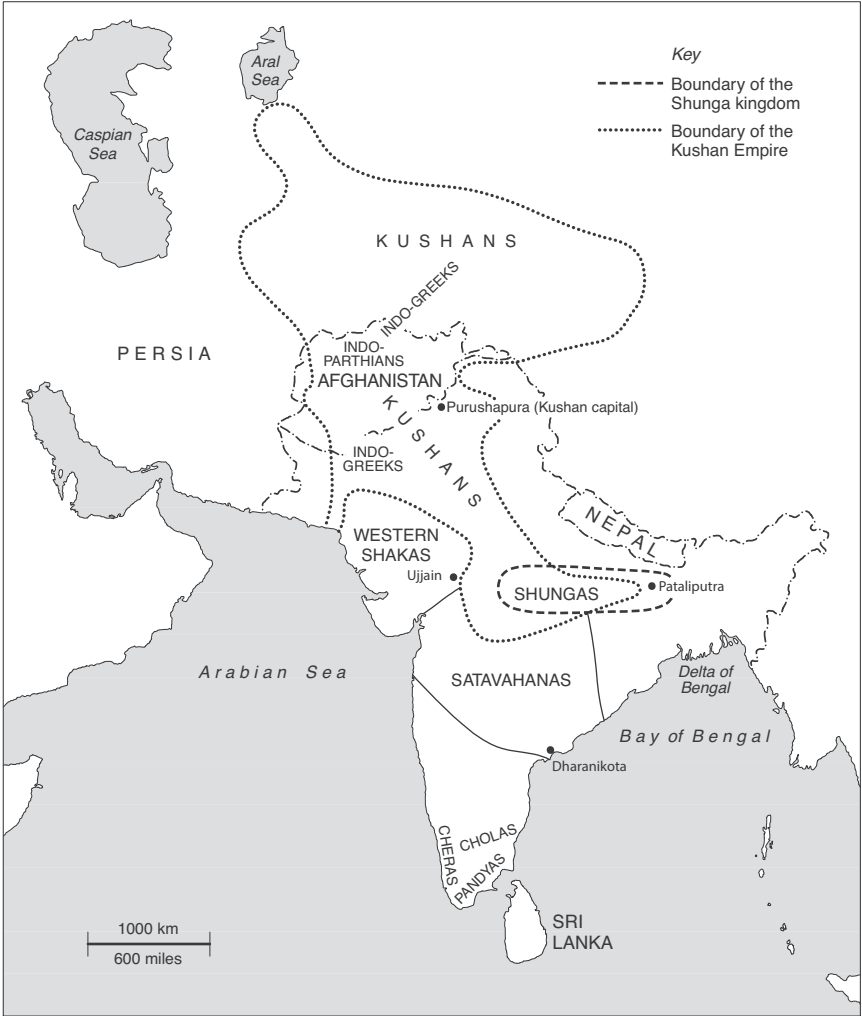 Aral
Sea
Caspian
Sea
Key
Boundary of the
Shunga kingdom
Boundary of the
Kushan Empire
KUSHANS
INDO-GREEKS
PERSIA
INDO-
PARTHIANS
AFGHANISTAN
KUSHANS
Purushapura (Kushan capital)
INDO-
GREEKS
NEPAL
WESTERN
SHAKAS
Ujjain
SHUNGAS
Pataliputra
Arabian Sea
SATAVAHANAS
Delta of
Bengal
Bay of Bengal
Dharanikota
CHERAS
CHOLAS
PANDYAS
SRI
LANKA
1000 km
600 miles